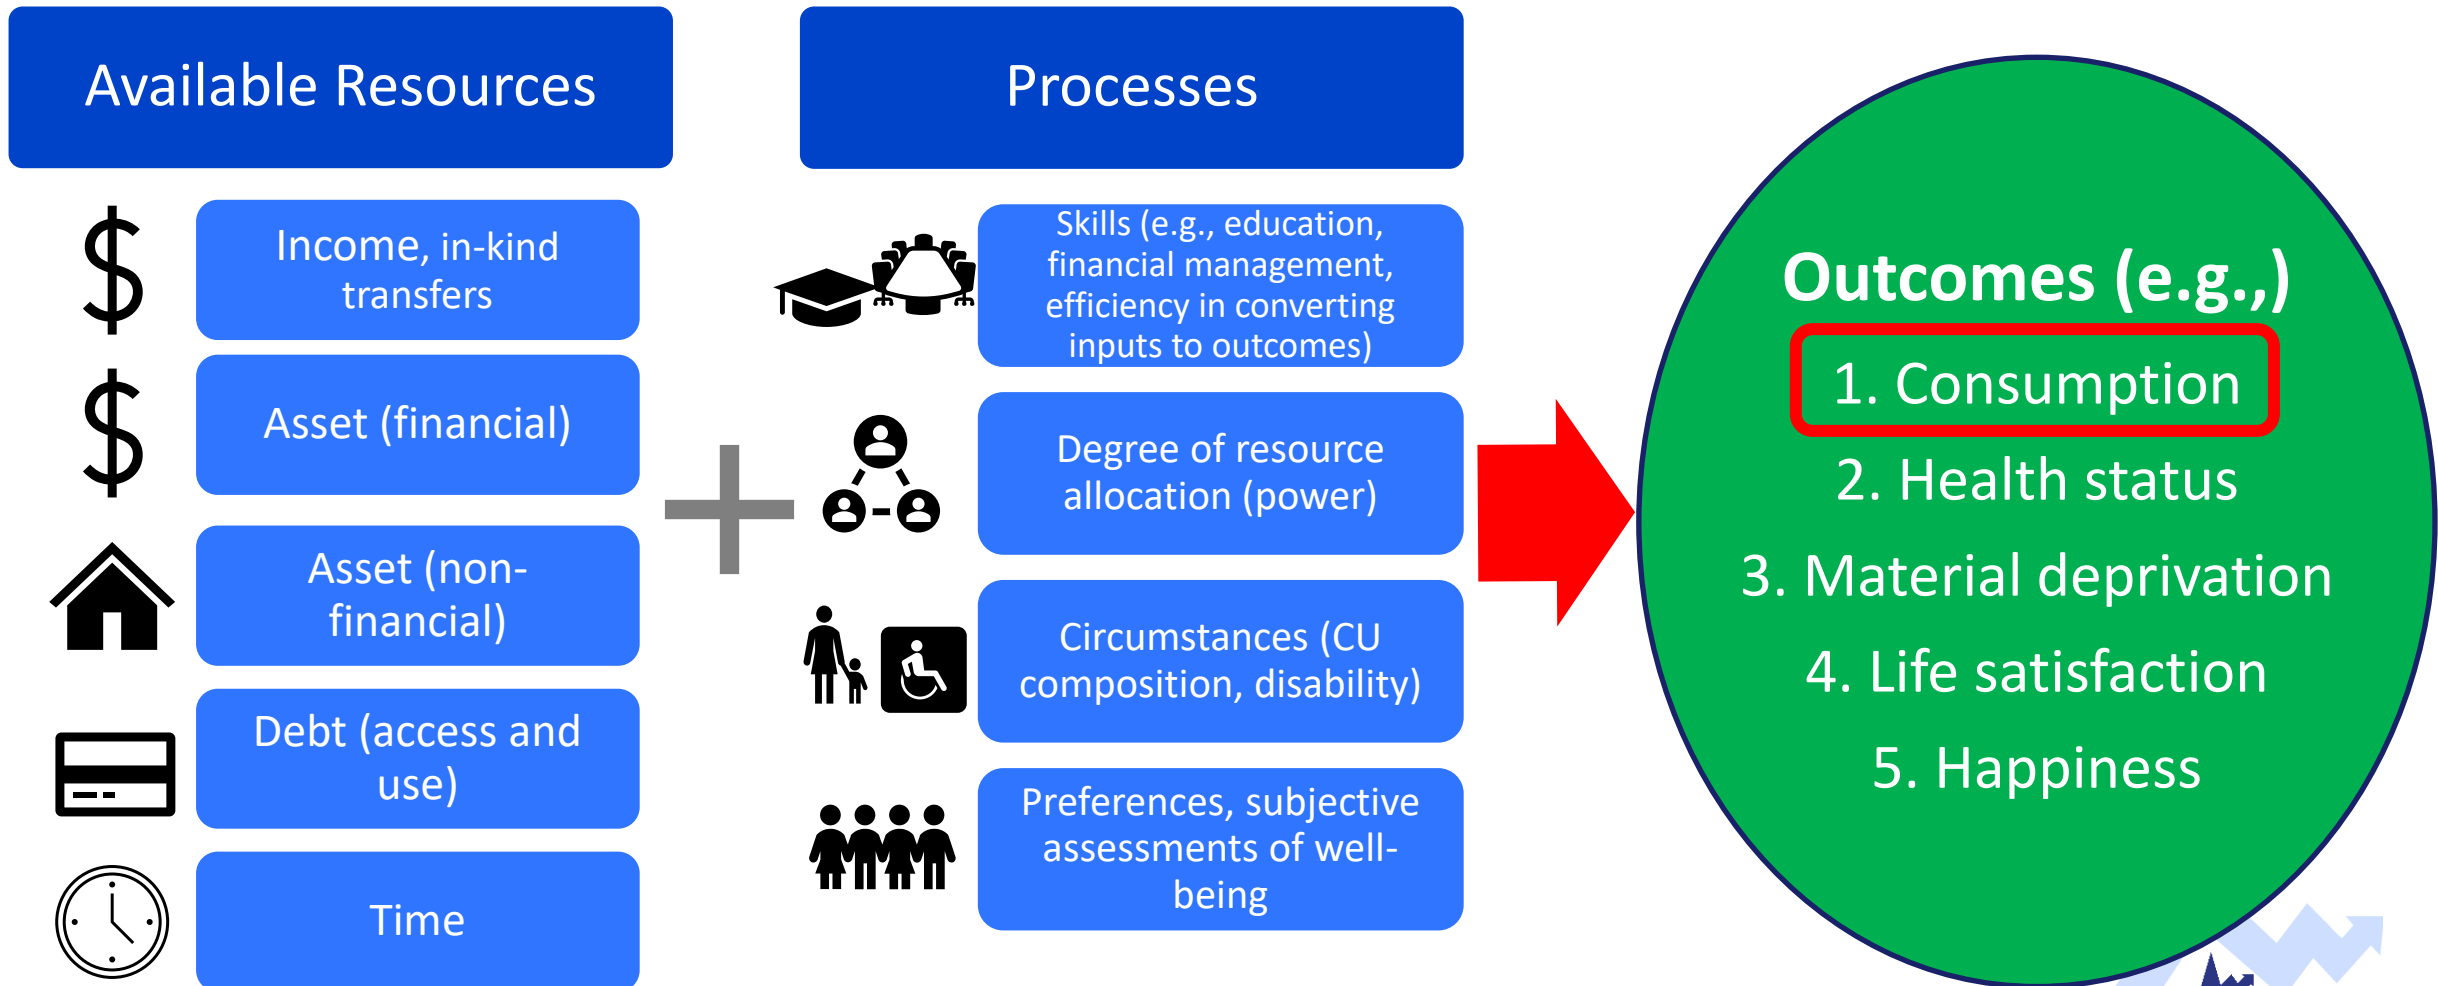 Available Resources
Income, in-kind
transfers
Asset (financial)
Asset (non-
financial)
Debt (access and
use)
Time
Processes
Skills (e.g., education,
financial management,
efficiency in converting
inputs to outcomes)
Degree of resource
allocation (power)
Circumstances (CU
composition, disability)
Preferences, subjective
assessments of well-
being
Outcomes (e.g.,)
1. Consumption
2. Health status
3. Material deprivation
4. Life satisfaction
5. Happiness